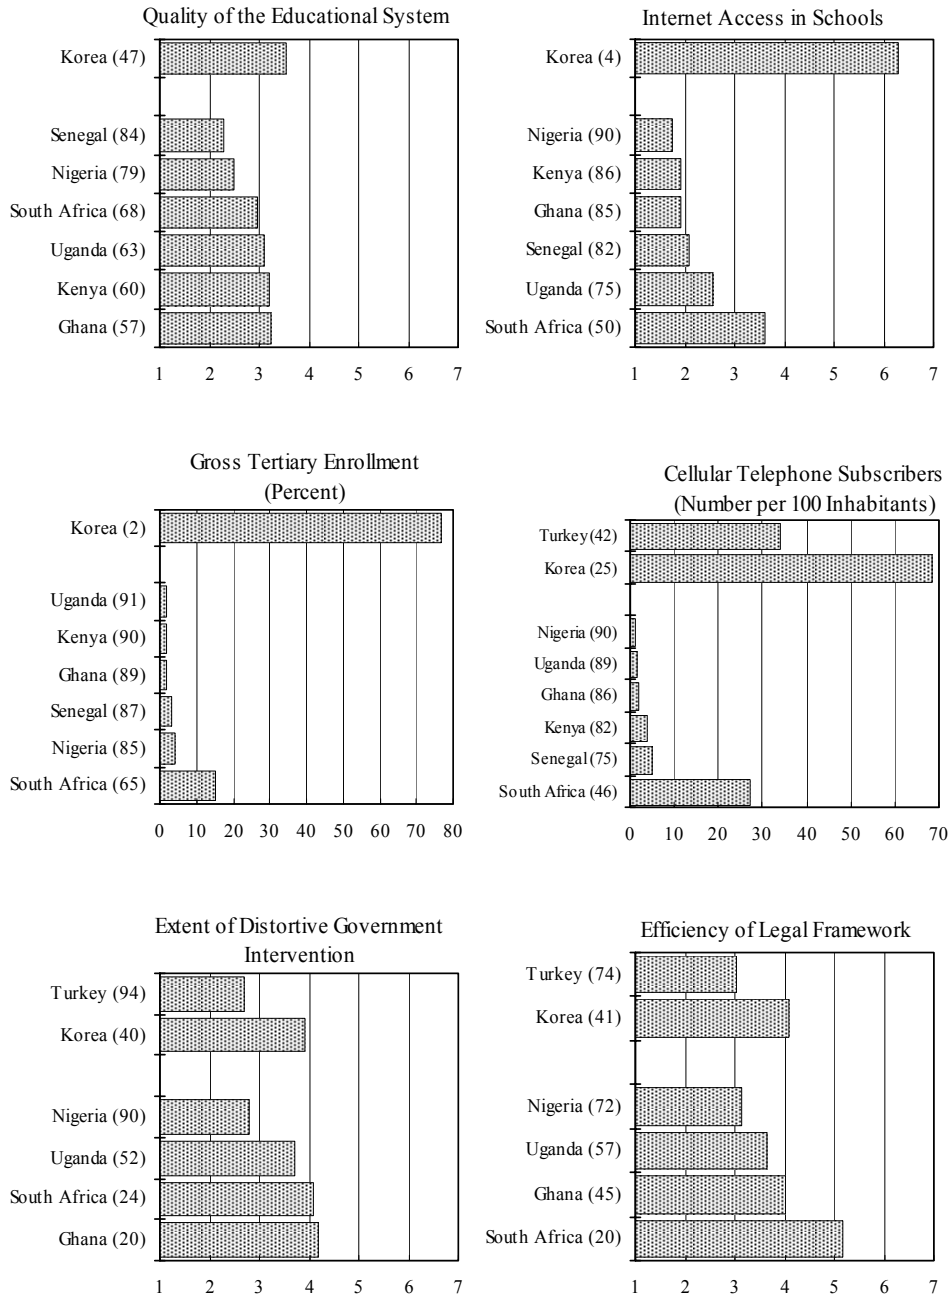 Quality of the Educational System
Korea (47)
Senegal (84)
Nigeria (79)
South Africa (68)
Uganda (63)
Kenya (60)
Ghana (57)
1 2 3 4 5 6 7
Internet Access in Schools
Korea (4)
Nigeria (90)
Kenya (86)
Ghana (85)
Senegal (82)
Uganda (75)
South Africa (50)
1 2 3 4 5 6 7
Gross Tertiary Enrollment
(Percent)
Korea (2)
Uganda (91)
Kenya (90)
Ghana (89)
Senegal (87)
Nigeria (85)
South Africa (65)
0 10 20 30 40 50 60 70 80
Cellular Telephone Subscribers
(Number per 100 Inhabitants)
Turkey (42)
Korea (25)
Nigeria (90)
Uganda (89)
Ghana (86)
Kenya (82)
Senegal (75)
South Africa (46)
0 10 20 30 40 50 60 70
Extent of Distortive Government
Intervention
Turkey (94)
Korea (40)
Nigeria (90)
Uganda (52)
South Africa (24)
Ghana (20)
1 2 3 4 5 6 7
Efficiency of Legal Framework
Turkey (74)
Korea (41)
Nigeria (72)
Uganda (57)
Ghana (45)
South Africa (20)
1 2 3 4 5 6 7